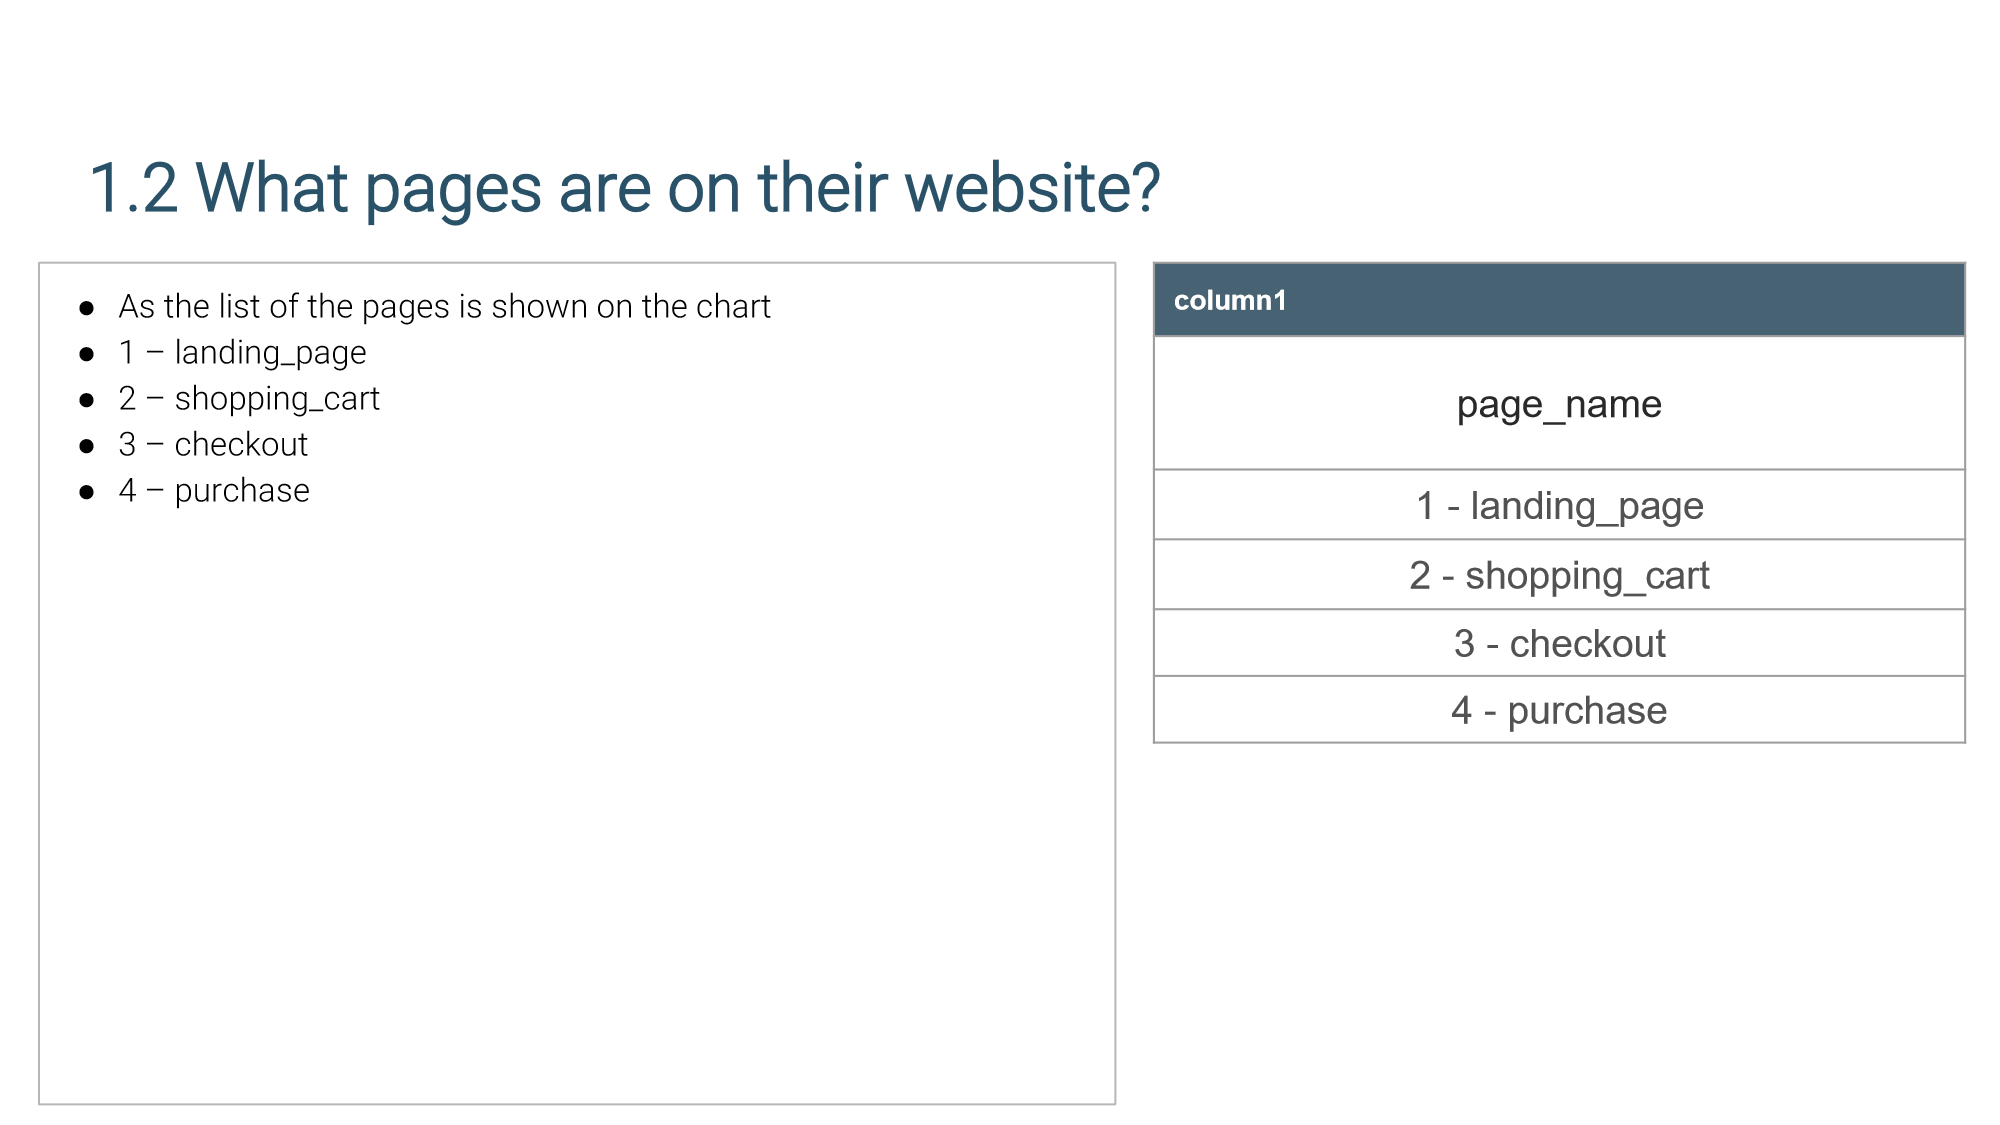 1.2 What pages are on their website?
● As the list of the pages is shown on the chart
● 1 – landing_page
● 2 – shopping_cart
● 3 – checkout
● 4 – purchase
column1
page_name
1 - landing_page
2 - shopping_cart
3 - checkout
4 - purchase